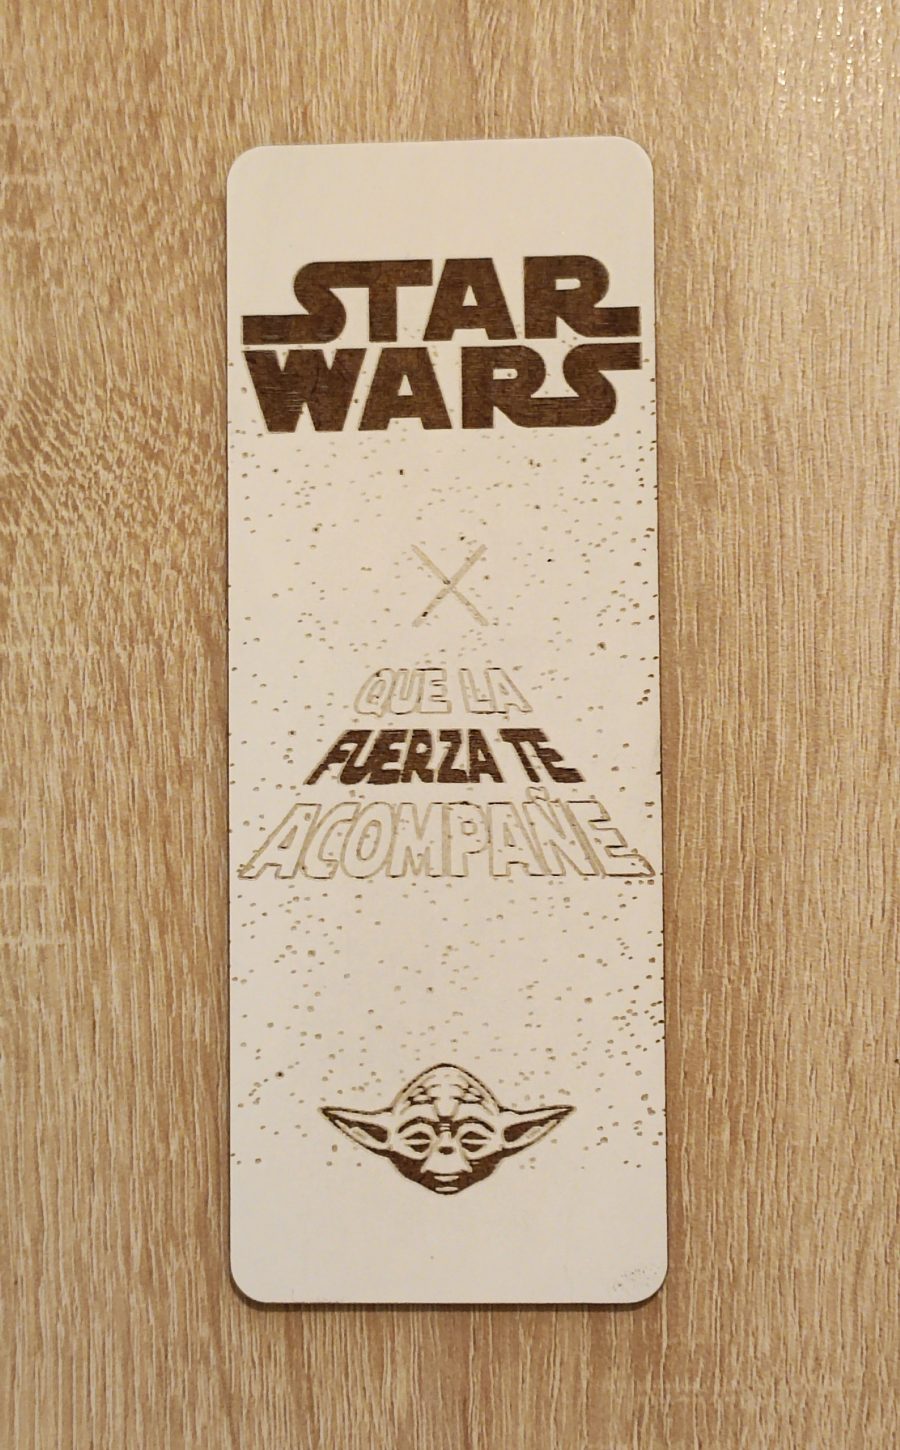 STAR
WARS
QUE LA
FUERZA TE
ACOMPAÑE